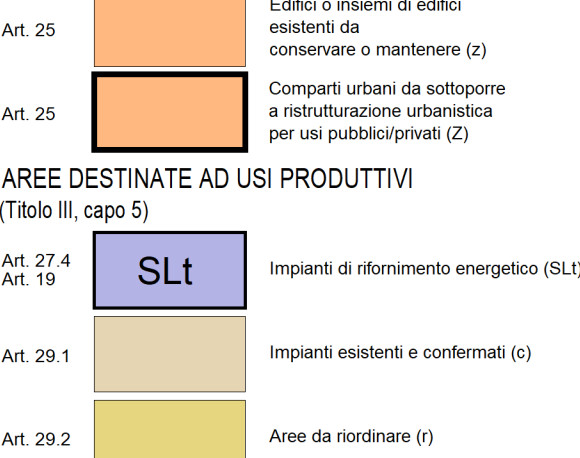 Edifici o insiemi di edifici
Art. 25
esistenti da
conservare o mantenere (z)
Comparti urbani da sottoporre
Art. 25
a ristrutturazione urbanistica
per usi pubblici/privati (Z)
AREE DESTINATE AD USI PRODUTTIVI
(Titolo III, capo 5)
Art. 27.4
Art. 19
SLt
Impianti di rifornimento energetico (SLt)
Art. 29.1
Impianti esistenti e confermati (c)
Art. 29.2
Aree da riordinare (r)